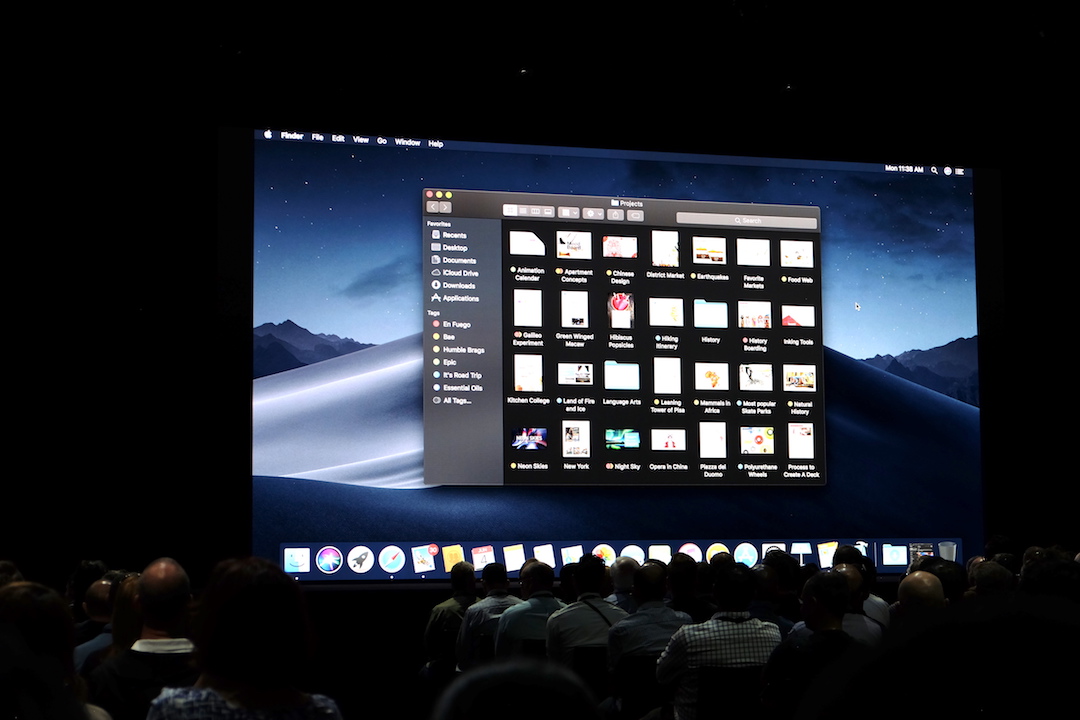 Finder File Edit View Go Window Help
Mon 11:36 AM
Projects
Search
Favorites
Recents
Desktop
Documents
iCloud Drive
Downloads
Applications
Tags
En Fuego
Bae
Humble Brags
Epic
It's Road Trip
Essential Oils
All Tags...
Animation
Calendar
Apartment
Concepts
Chinese
Design
District Market
Earthquakes
Favorite
Markets
Food Web
Galileo
Experiment
Green Winged
Macaw
Hibiscus
Popsicles
Hiking
Itinerary
History
History
Boarding
Inking Tools
Kitchen College
Land of Fire
and Ice
Language Arts
Leaning
Tower of Pisa
Mammals in
Africa
Most popular
Skate Parks
Natural
History
Neon Skies
New York
Night Sky
Opera in China
Piazza del
Duomo
Polyurethane
Wheels
Process to
Create A Deck